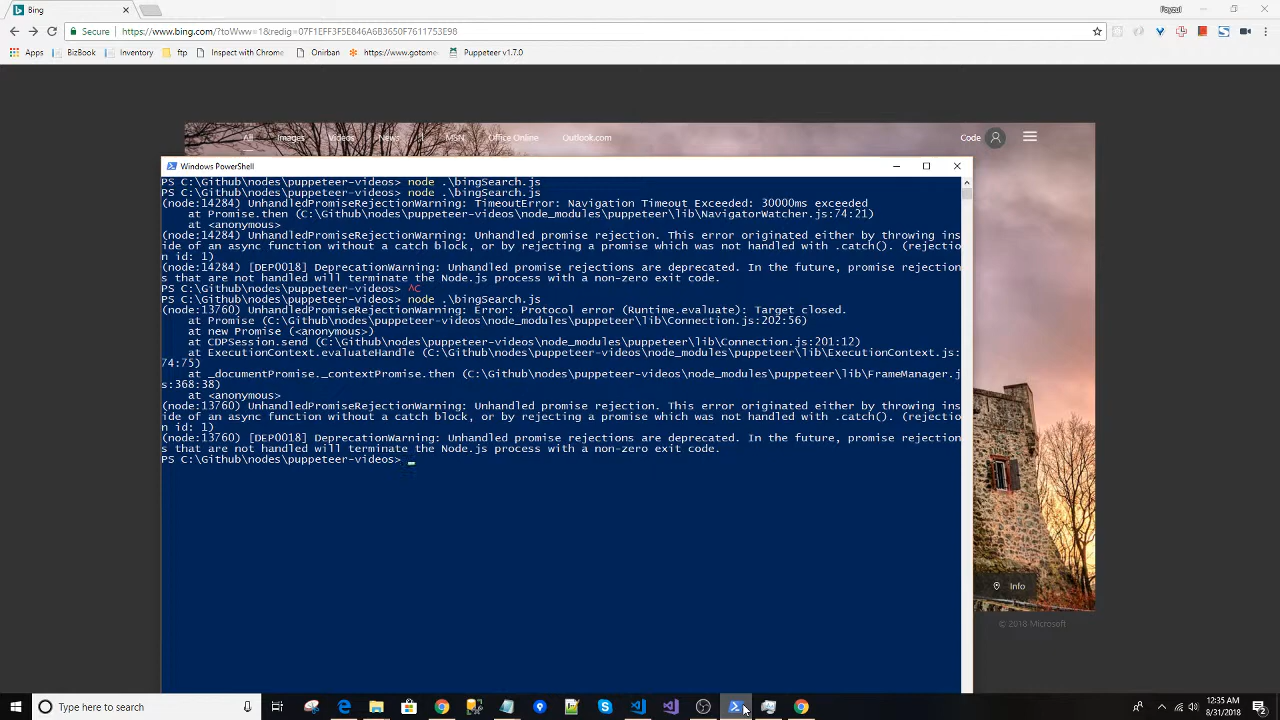 Bing
Raysul
Secure
https://www.bing.com/?toWww=1&redig=07F1EFF3F5E846A6B3650F7611753E98
Apps
BizBook
Inventory
ftp
Inspect with Chrome
Onirban
https://www.gotome
Puppeteer v1.7.0
All
Images
Videos
News
MSN
Office Online
Outlook.com
Code
Windows PowerShell
PS C:\Github\nodes\puppeteer-videos> node .\bingSearch.js
PS C:\Github\nodes\puppeteer-videos> node .\bingSearch.js
(node:14284) UnhandledPromiseRejectionWarning: TimeoutError: Navigation Timeout Exceeded: 30000ms exceeded
at Promise.then (C:\Github\nodes\puppeteer-videos\node_modules\puppeteer\lib\NavigatorWatcher.js:74:21)
at <anonymous>
(node:14284) UnhandledPromiseRejectionWarning: Unhandled promise rejection. This error originated either by throwing ins
ide of an async function without a catch block, or by rejecting a promise which was not handled with .catch(). (rejectio
n id: 1)
(node:14284) [DEP0018] DeprecationWarning: Unhandled promise rejections are deprecated. In the future, promise rejection
s that are not handled will terminate the Node.js process with a non-zero exit code.
PS C:\Github\nodes\puppeteer-videos> ^C
PS C:\Github\nodes\puppeteer-videos> node .\bingSearch.js
(node:13760) UnhandledPromiseRejectionWarning: Error: Protocol error (Runtime.evaluate): Target closed.
at Promise (C:\Github\nodes\puppeteer-videos\node_modules\puppeteer\lib\Connection.js:202:56)
at new Promise (<anonymous>)
at CDPSession.send (C:\Github\nodes\puppeteer-videos\node_modules\puppeteer\lib\Connection.js:201:12)
at ExecutionContext.evaluateHandle (C:\Github\nodes\puppeteer-videos\node_modules\puppeteer\lib\ExecutionContext.js:
74:75)
at _documentPromise._contextPromise.then (C:\Github\nodes\puppeteer-videos\node_modules\puppeteer\lib\FrameManager.j
s:368:38)
at <anonymous>
(node:13760) UnhandledPromiseRejectionWarning: Unhandled promise rejection. This error originated either by throwing ins
ide of an async function without a catch block, or by rejecting a promise which was not handled with .catch(). (rejectio
n id: 1)
(node:13760) [DEP0018] DeprecationWarning: Unhandled promise rejections are deprecated. In the future, promise rejection
s that are not handled will terminate the Node.js process with a non-zero exit code.
PS C:\Github\nodes\puppeteer-videos>
Info
© 2018 Microsoft
Type here to search
12:35 AM
8/31/2018